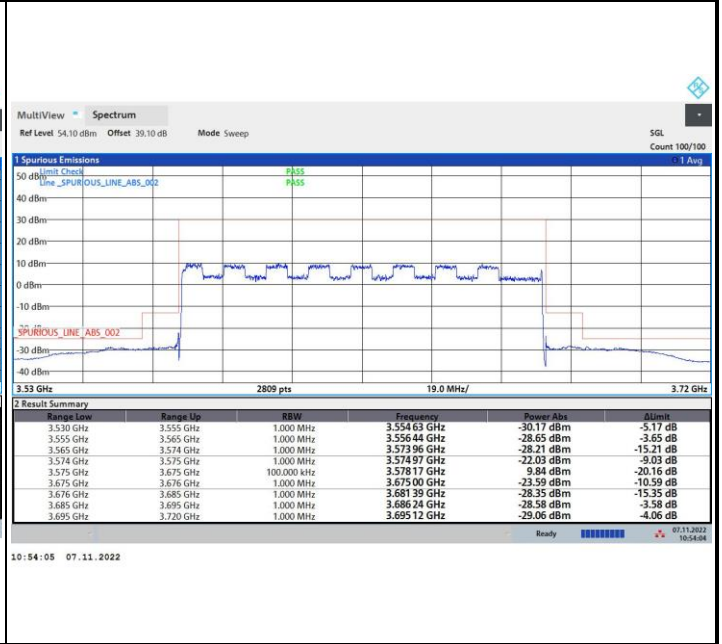 MultiView Spectrum
Ref Level 54.10 dBm Offset 39.10 dB Mode Sweep SGL
Count 100/100
1 Spurious Emissions 1 Avg
Limit Check PASS
50 dBm
Line _SPURIOUS_LINE_ABS_002 PASS
40 dBm
30 dBm
20 dBm
10 dBm
0 dBm
-10 dBm
_SPURIOUS_LINE_ABS_002
-30 dBm
-40 dBm
3.53 GHz 2809 pts 19.0 MHz/ 3.72 GHz
2 Result Summary
Range Low Range Up RBW Frequency Power Abs ΔLimit
3.530 GHz 3.555 GHz 1.000 MHz 3.554 63 GHz -30.17 dBm -5.17 dB
3.555 GHz 3.565 GHz 1.000 MHz 3.556 44 GHz -28.65 dBm -3.65 dB
3.565 GHz 3.574 GHz 1.000 MHz 3.573 96 GHz -28.21 dBm -15.21 dB
3.574 GHz 3.575 GHz 1.000 MHz 3.574 97 GHz -22.03 dBm -9.03 dB
3.575 GHz 3.675 GHz 100.000 kHz 3.578 17 GHz 9.84 dBm -20.16 dB
3.675 GHz 3.676 GHz 1.000 MHz 3.675 00 GHz -23.59 dBm -10.59 dB
3.676 GHz 3.685 GHz 1.000 MHz 3.681 39 GHz -28.35 dBm -15.35 dB
3.685 GHz 3.695 GHz 1.000 MHz 3.686 24 GHz -28.58 dBm -3.58 dB
3.695 GHz 3.720 GHz 1.000 MHz 3.695 12 GHz -29.06 dBm -4.06 dB
Ready 07.11.2022
10:54:04
10:54:05 07.11.2022